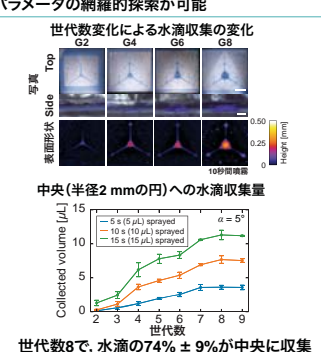 パラメータの網羅的探索が可能
世代数変化による水滴収集の変化
G2 G4 G6 G8
写真
Top
Side
表面形状
0.50
0.25
0
Height [mm]
10秒間噴霧
中央（半径2 mmの円）への水滴収集量
Collected volume [μL]
15
10
5
0
5 s (5 μL) sprayed
10 s (10 μL) sprayed
15 s (15 μL) sprayed
α = 5°
2 3 4 5 6 7 8 9
世代数
世代数8で, 水滴の74% ± 9%が中央に収集